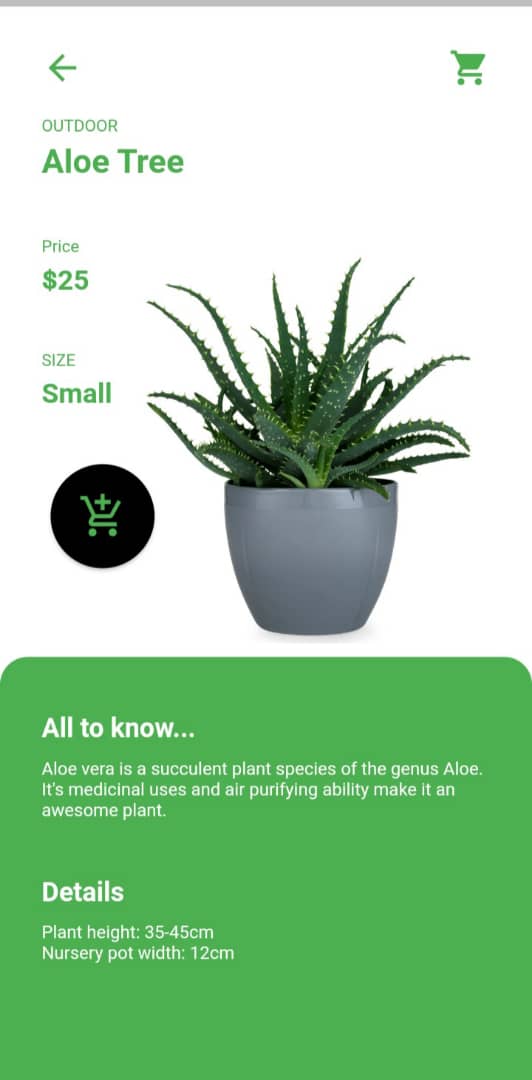 OUTDOOR
Aloe Tree
Price
$25
SIZE
Small
All to know...
Aloe vera is a succulent plant species of the genus Aloe.
It's medicinal uses and air purifying ability make it an
awesome plant.
Details
Plant height: 35-45cm
Nursery pot width: 12cm